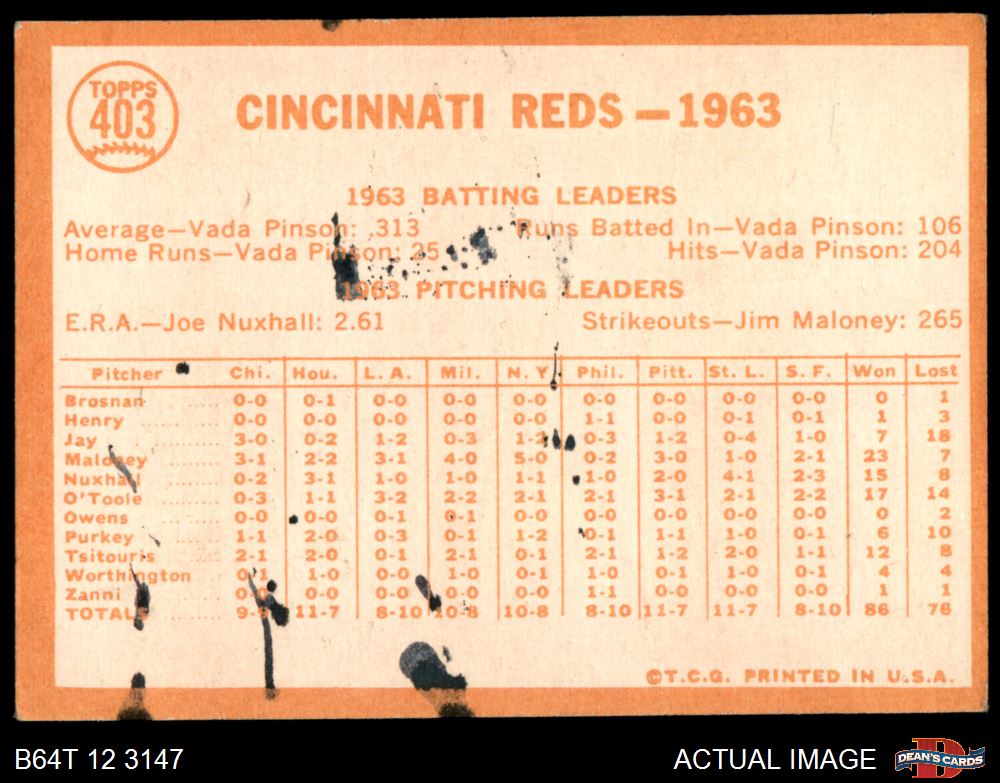 TOPPS
403
CINCINNATI REDS — 1963
1963 BATTING LEADERS
Average—Vada Pinson: .313 Runs Batted In—Vada Pinson: 106
Home Runs—Vada Pinson: 25 Hits—Vada Pinson: 204
1963 PITCHING LEADERS
E.R.A.—Joe Nuxhall: 2.61 Strikeouts—Jim Maloney: 265
Pitcher Chi. Hou. L. A. Mil. N. Y. Phil. Pitt. St. L. S. F. Won Lost
Brosnan ...... 0-0 0-1 0-0 0-0 0-0 0-0 0-0 0-0 0-0 0 1
Henry ...... 0-0 0-0 0-0 0-0 0-0 1-1 0-0 0-1 0-1 1 3
Jay ...... 3-0 0-2 1-2 0-3 1-2 0-3 1-2 0-4 1-0 7 18
Maloney ...... 3-1 2-2 3-1 4-0 5-0 0-2 3-0 1-0 2-1 23 7
Nuxhall ...... 0-2 3-1 1-0 1-0 1-1 1-0 2-0 4-1 2-3 15 8
O'Toole ...... 0-3 1-1 3-2 2-2 2-1 2-1 3-1 2-1 2-2 17 14
Owens ...... 0-0 0-0 0-1 0-1 0-0 0-0 0-0 0-0 0-0 0 2
Purkey ...... 1-1 2-0 0-3 0-1 1-2 0-1 1-1 1-0 0-1 6 10
Tsitouris ...... 2-1 2-1 0-1 2-1 0-1 2-1 1-2 2-0 1-1 12 8
Worthington 0-1 1-0 0-0 1-0 0-1 1-0 0-1 1-0 0-1 4 4
Zanni ...... 0-0 0-0 0-0 0-0 0-0 1-1 0-0 0-0 0-0 1 1
TOTALS ...... 11-7 8-10 10-8 10-8 8-10 11-7 11-7 8-10 86 76
©T.C.G. PRINTED IN U.S.A.
B64T 12 3147 ACTUAL IMAGE DEAN'S CARDS